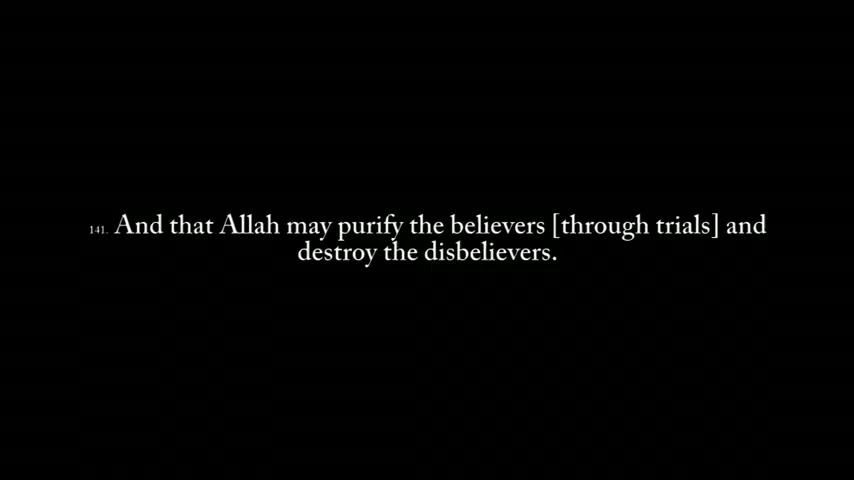 141. And that Allah may purify the believers [through trials] and
destroy the disbelievers.